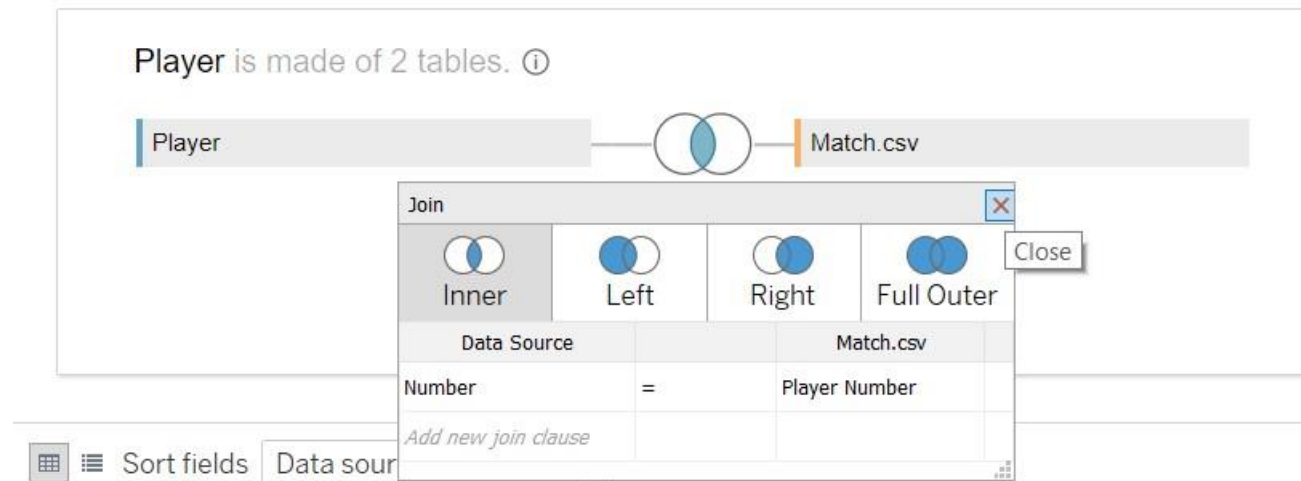 Player is made of 2 tables. ⓘ
Player
Match.csv
Join
Close
Inner Left Right Full Outer
Data Source Match.csv
Number = Player Number
Add new join clause
Sort fields Data sour